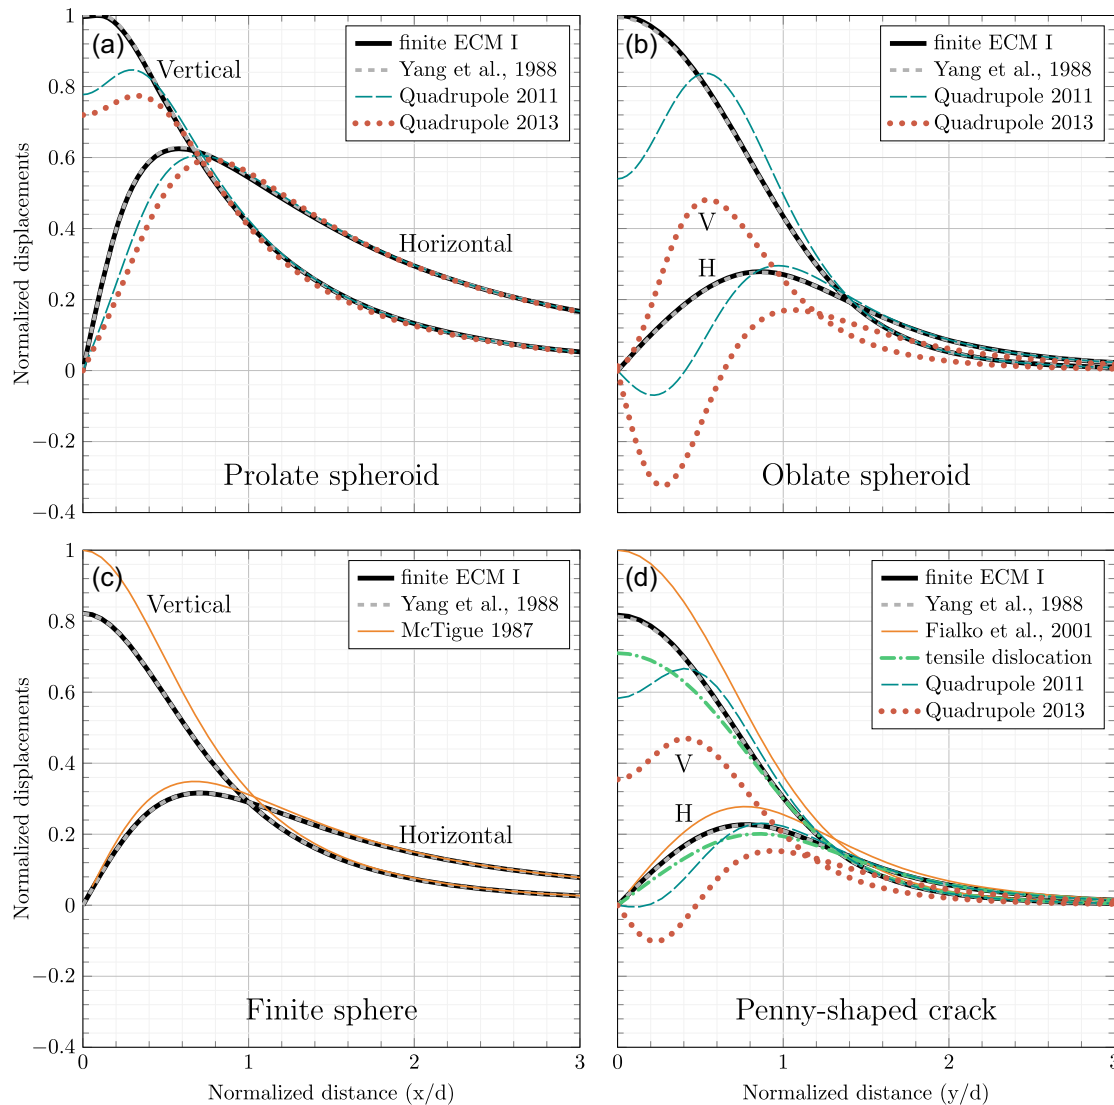 (a)
finite ECM I
Yang et al., 1988
Quadrupole 2011
Quadrupole 2013
Vertical
Horizontal
Prolate spheroid
Normalized displacements
1
0.8
0.6
0.4
0.2
0
−0.2
−0.4
(b)
finite ECM I
Yang et al., 1988
Quadrupole 2011
Quadrupole 2013
V
H
Oblate spheroid
(c)
finite ECM I
Yang et al., 1988
McTigue 1987
Vertical
Horizontal
Finite sphere
Normalized displacements
1
0.8
0.6
0.4
0.2
0
−0.2
−0.4
0 1 2 3
Normalized distance (x/d)
(d)
finite ECM I
Yang et al., 1988
Fialko et al., 2001
tensile dislocation
Quadrupole 2011
Quadrupole 2013
V
H
Penny-shaped crack
0 1 2 3
Normalized distance (y/d)